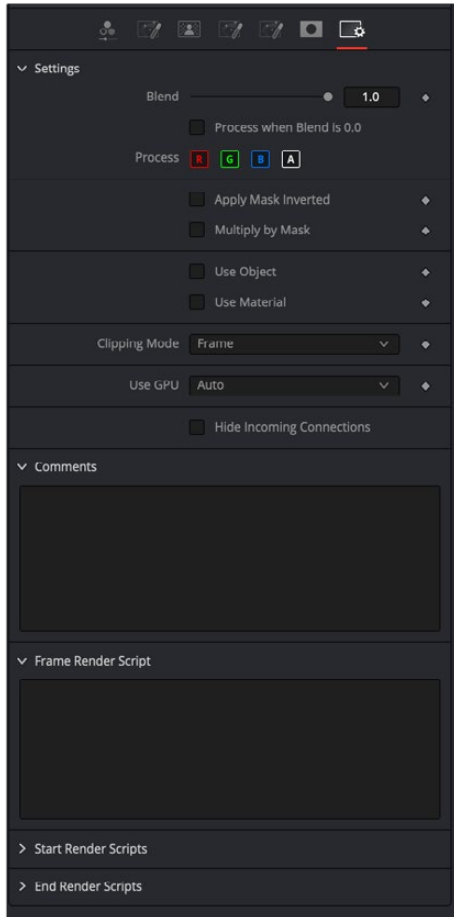 Settings
Blend 1.0
Process when Blend is 0.0
Process R G B A
Apply Mask Inverted
Multiply by Mask
Use Object
Use Material
Clipping Mode Frame
Use GPU Auto
Hide Incoming Connections
Comments
Frame Render Script
Start Render Scripts
End Render Scripts